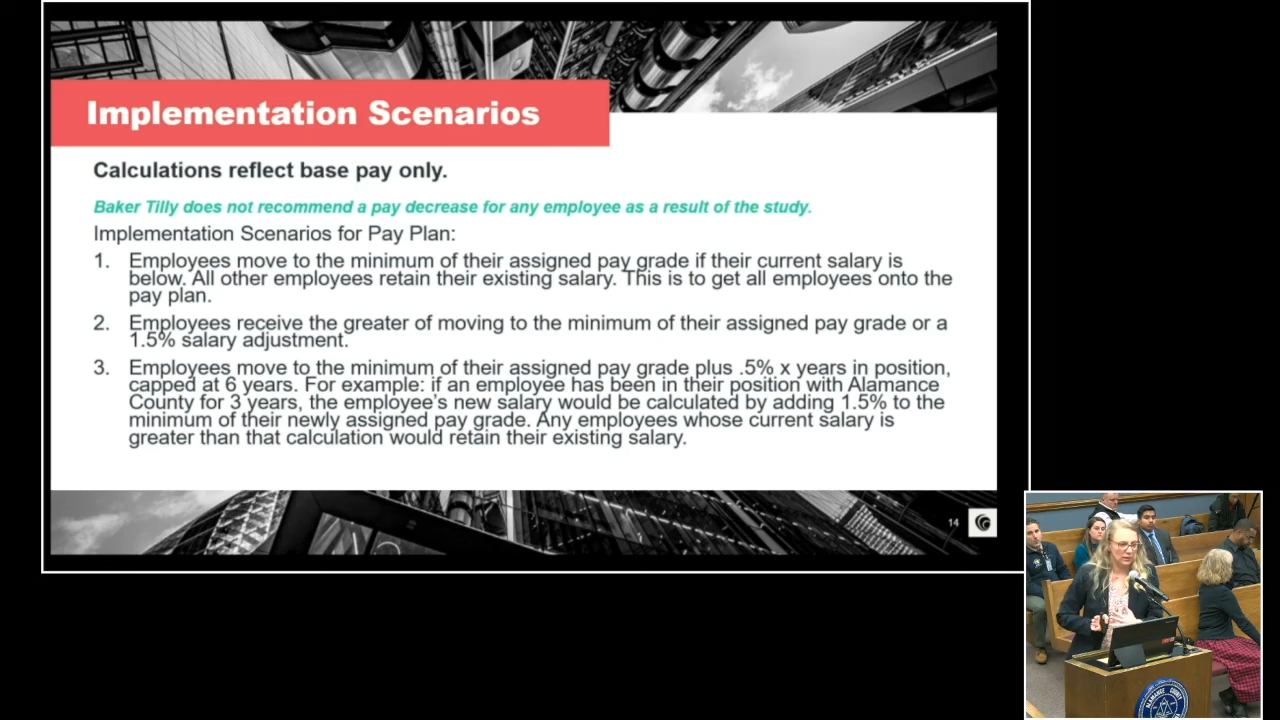 Implementation Scenarios
Calculations reflect base pay only.
Baker Tilly does not recommend a pay decrease for any employee as a result of the study.
Implementation Scenarios for Pay Plan:
1. Employees move to the minimum of their assigned pay grade if their current salary is
below. All other employees retain their existing salary. This is to get all employees onto the
pay plan.
2. Employees receive the greater of moving to the minimum of their assigned pay grade or a
1.5% salary adjustment.
3. Employees move to the minimum of their assigned pay grade plus .5% x years in position,
capped at 6 years. For example: if an employee has been in their position with Alamance
County for 3 years, the employee's new salary would be calculated by adding 1.5% to the
minimum of their newly assigned pay grade. Any employees whose current salary is
greater than that calculation would retain their existing salary.
14
ALAMANCE COUNTY